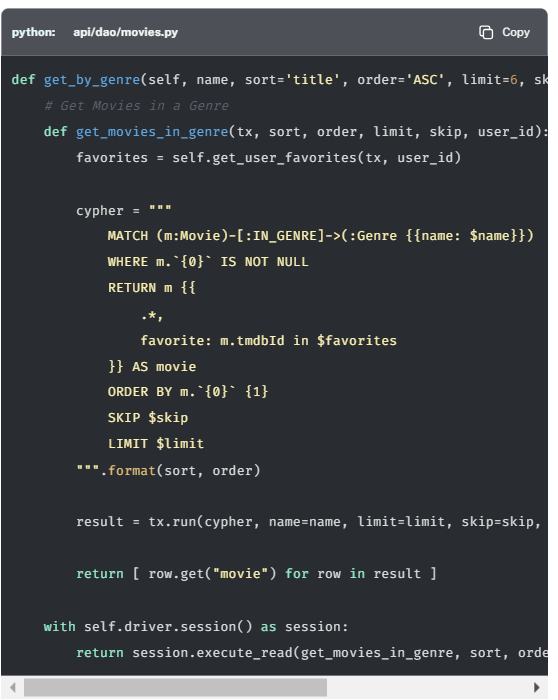 python: api/dao/movies.py Copy
def get_by_genre(self, name, sort='title', order='ASC', limit=6, sk
# Get Movies in a Genre
def get_movies_in_genre(tx, sort, order, limit, skip, user_id):
favorites = self.get_user_favorites(tx, user_id)
cypher = """
MATCH (m:Movie)-[:IN_GENRE]->(:Genre {{name: $name}})
WHERE m.`{0}` IS NOT NULL
RETURN m {{
.*,
favorite: m.tmdbId in $favorites
}} AS movie
ORDER BY m.`{0}` {1}
SKIP $skip
LIMIT $limit
""".format(sort, order)
result = tx.run(cypher, name=name, limit=limit, skip=skip,
return [ row.get("movie") for row in result ]
with self.driver.session() as session:
return session.execute_read(get_movies_in_genre, sort, orde